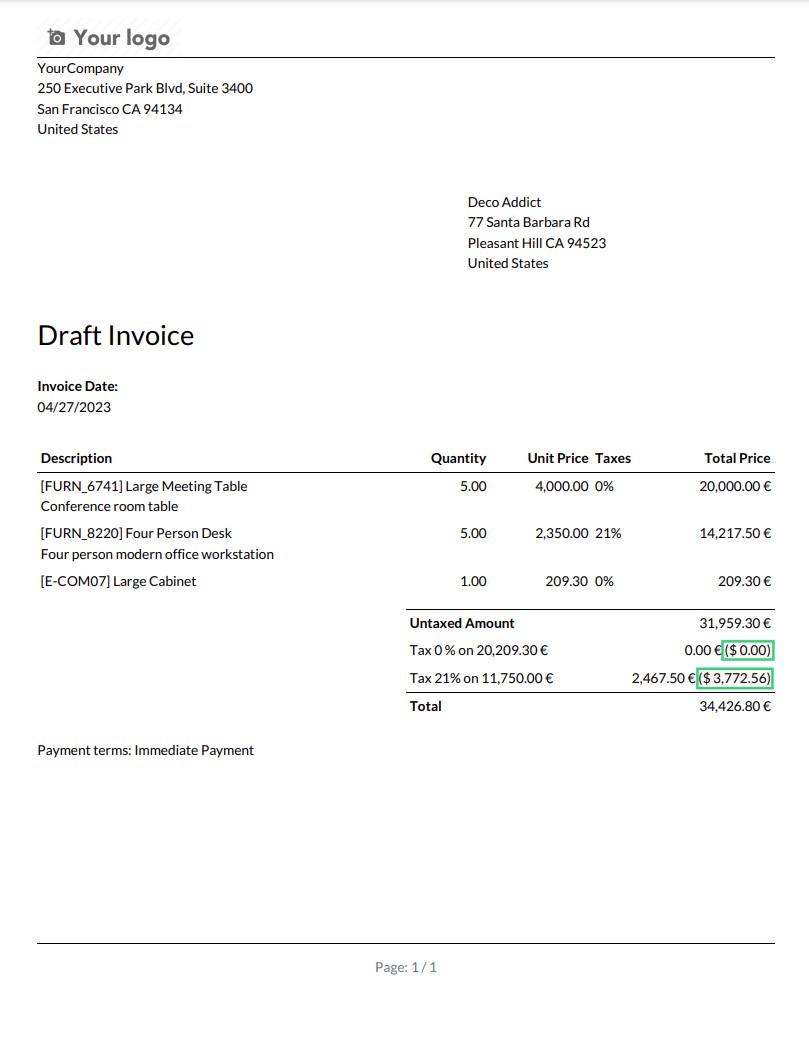 Your logo
YourCompany
250 Executive Park Blvd, Suite 3400
San Francisco CA 94134
United States
Deco Addict
77 Santa Barbara Rd
Pleasant Hill CA 94523
United States
Draft Invoice
Invoice Date:
04/27/2023
Description Quantity Unit Price Taxes Total Price
[FURN_6741] Large Meeting Table 5.00 4,000.00 0% 20,000.00 €
Conference room table
[FURN_8220] Four Person Desk 5.00 2,350.00 21% 14,217.50 €
Four person modern office workstation
[E-COM07] Large Cabinet 1.00 209.30 0% 209.30 €
Untaxed Amount 31,959.30 €
Tax 0 % on 20,209.30 € 0.00 € ($ 0.00)
Tax 21% on 11,750.00 € 2,467.50 € ($ 3,772.56)
Total 34,426.80 €
Payment terms: Immediate Payment
Page: 1 / 1